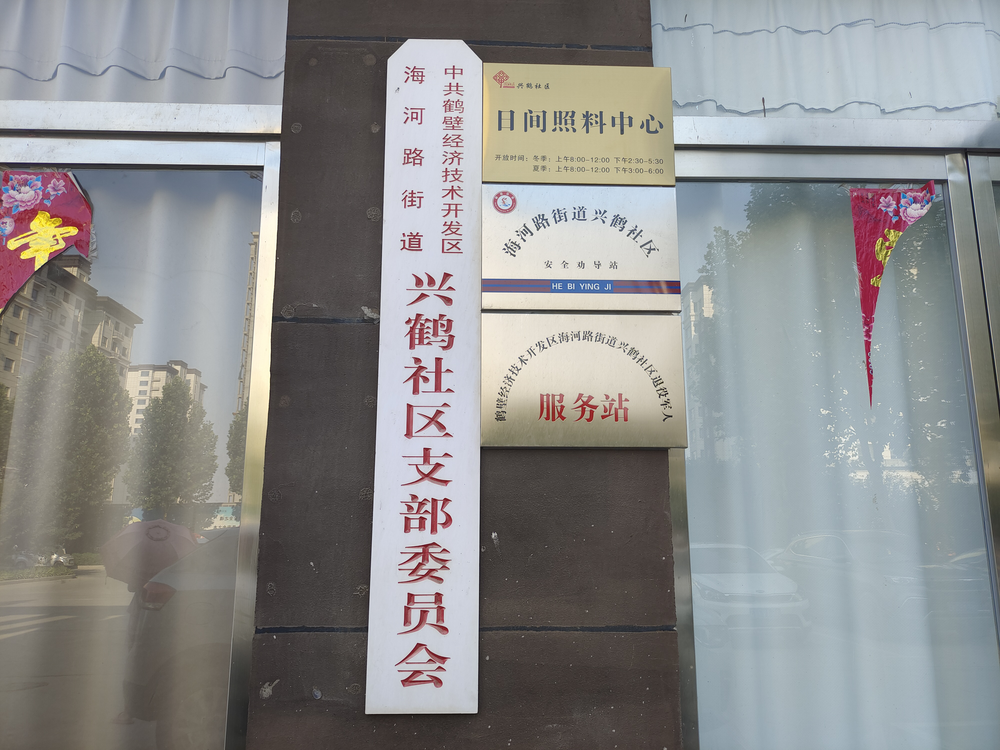 中共鹤壁经济技术开发区
海河路街道
兴鹤社区支部委员会
兴鹤社区
日间照料中心
开放时间：冬季：上午8:00-12:00 下午2:30-5:30
夏季：上午8:00-12:00 下午3:00-6:00
海河路街道兴鹤社区
安全劝导站
HE BI YING JI
鹤壁经济技术开发区海河路街道兴鹤社区退役军人
服务站